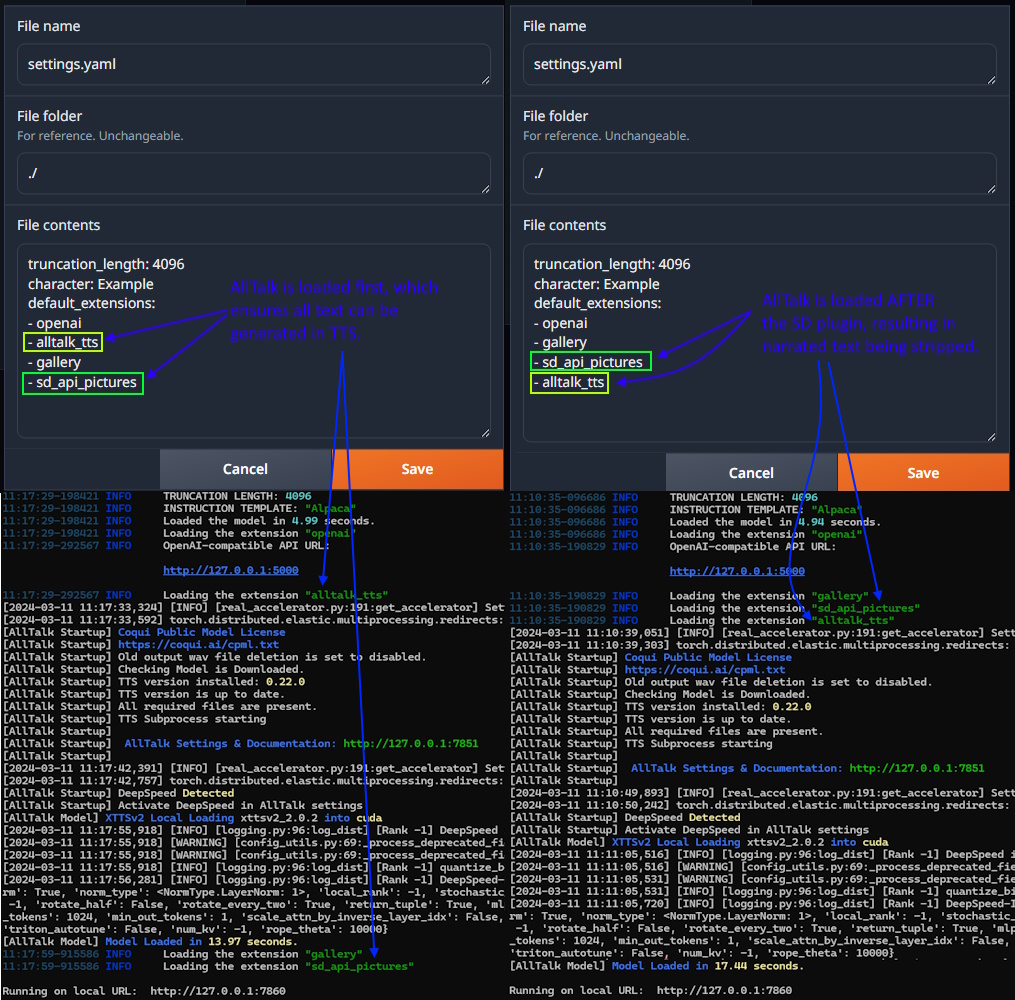 File name
settings.yaml
File folder
For reference. Unchangeable.
./
File contents
truncation_length: 4096
character: Example
default_extensions:
- openai
- alltalk_tts
- gallery
- sd_api_pictures
AllTalk is loaded first, which
ensures all text can be
generated in TTS.
Cancel
Save
11:17:29-198421 INFO TRUNCATION LENGTH: 4096
11:17:29-198421 INFO INSTRUCTION TEMPLATE: "Alpaca"
11:17:29-198421 INFO Loaded the model in 4.99 seconds.
11:17:29-198421 INFO Loading the extension "openai"
11:17:29-292567 INFO OpenAI-compatible API URL:
http://127.0.0.1:5000
11:17:29-292567 INFO Loading the extension "alltalk_tts"
[2024-03-11 11:17:33,324] [INFO] [real_accelerator.py:191:get_accelerator] Set
[2024-03-11 11:17:33,592] torch.distributed.elastic.multiprocessing.redirects:
[AllTalk Startup] Coqui Public Model License
[AllTalk Startup] https://coqui.ai/cpml.txt
[AllTalk Startup] Old output wav file deletion is set to disabled.
[AllTalk Startup] Checking Model is Downloaded.
[AllTalk Startup] TTS version installed: 0.22.0
[AllTalk Startup] TTS version is up to date.
[AllTalk Startup] All required files are present.
[AllTalk Startup] TTS Subprocess starting
[AllTalk Startup]
[AllTalk Startup] AllTalk Settings & Documentation: http://127.0.0.1:7851
[AllTalk Startup]
[2024-03-11 11:17:42,391] [INFO] [real_accelerator.py:191:get_accelerator] Set
[2024-03-11 11:17:42,757] torch.distributed.elastic.multiprocessing.redirects:
[AllTalk Startup] DeepSpeed Detected
[AllTalk Startup] Activate DeepSpeed in AllTalk settings
[AllTalk Model] XTTSv2 Local Loading xttsv2_2.0.2 into cuda
[2024-03-11 11:17:55,918] [INFO] [logging.py:96:log_dist] [Rank -1] DeepSpeed
[2024-03-11 11:17:55,918] [WARNING] [config_utils.py:69:_process_deprecated_fi
[2024-03-11 11:17:55,918] [WARNING] [config_utils.py:69:_process_deprecated_fi
[2024-03-11 11:17:55,918] [INFO] [logging.py:96:log_dist] [Rank -1] quantize_b
[2024-03-11 11:17:56,281] [INFO] [logging.py:96:log_dist] [Rank -1] DeepSpeed-
rm': True, 'norm_type': <NormType.LayerNorm: 1>, 'local_rank': -1, 'stochastic
-1, 'rotate_half': False, 'rotate_every_two': True, 'return_tuple': True, 'ml
_tokens': 1024, 'min_out_tokens': 1, 'scale_attn_by_inverse_layer_idx': False,
'triton_autotune': False, 'num_kv': -1, 'rope_theta': 10000}
[AllTalk Model] Model Loaded in 13.97 seconds.
11:17:59-915586 INFO Loading the extension "gallery"
11:17:59-915586 INFO Loading the extension "sd_api_pictures"
Running on local URL: http://127.0.0.1:7860
File name
settings.yaml
File folder
For reference. Unchangeable.
./
File contents
truncation_length: 4096
character: Example
default_extensions:
- openai
- gallery
- sd_api_pictures
- alltalk_tts
AllTalk is loaded AFTER
the SD plugin, resulting in
narrated text being stripped.
Cancel
Save
11:10:35-096686 INFO TRUNCATION LENGTH: 4096
11:10:35-096686 INFO INSTRUCTION TEMPLATE: "Alpaca"
11:10:35-096686 INFO Loaded the model in 4.94 seconds.
11:10:35-096686 INFO Loading the extension "openai"
11:10:35-190829 INFO OpenAI-compatible API URL:
http://127.0.0.1:5000
11:10:35-190829 INFO Loading the extension "gallery"
11:10:35-190829 INFO Loading the extension "sd_api_pictures"
11:10:35-190829 INFO Loading the extension "alltalk_tts"
[2024-03-11 11:10:39,051] [INFO] [real_accelerator.py:191:get_accelerator] Set
[2024-03-11 11:10:39,303] torch.distributed.elastic.multiprocessing.redirects:
[AllTalk Startup] Coqui Public Model License
[AllTalk Startup] https://coqui.ai/cpml.txt
[AllTalk Startup] Old output wav file deletion is set to disabled.
[AllTalk Startup] Checking Model is Downloaded.
[AllTalk Startup] TTS version installed: 0.22.0
[AllTalk Startup] TTS version is up to date.
[AllTalk Startup] All required files are present.
[AllTalk Startup] TTS Subprocess starting
[AllTalk Startup]
[AllTalk Startup] AllTalk Settings & Documentation: http://127.0.0.1:7851
[AllTalk Startup]
[2024-03-11 11:10:49,893] [INFO] [real_accelerator.py:191:get_accelerator] Set
[2024-03-11 11:10:50,242] torch.distributed.elastic.multiprocessing.redirects:
[AllTalk Startup] DeepSpeed Detected
[AllTalk Startup] Activate DeepSpeed in AllTalk settings
[AllTalk Model] XTTSv2 Local Loading xttsv2_2.0.2 into cuda
[2024-03-11 11:11:05,516] [INFO] [logging.py:96:log_dist] [Rank -1] DeepSpeed i
[2024-03-11 11:11:05,516] [WARNING] [config_utils.py:69:_process_deprecated_fie
[2024-03-11 11:11:05,531] [WARNING] [config_utils.py:69:_process_deprecated_fie
[2024-03-11 11:11:05,531] [INFO] [logging.py:96:log_dist] [Rank -1] quantize_bi
[2024-03-11 11:11:05,720] [INFO] [logging.py:96:log_dist] [Rank -1] DeepSpeed-I
rm': True, 'norm_type': <NormType.LayerNorm: 1>, 'local_rank': -1, 'stochastic_
-1, 'rotate_half': False, 'rotate_every_two': True, 'return_tuple': True, 'mlp
_tokens': 1024, 'min_out_tokens': 1, 'scale_attn_by_inverse_layer_idx': False,
'triton_autotune': False, 'num_kv': -1, 'rope_theta': 10000}
[AllTalk Model] Model Loaded in 17.44 seconds.
Running on local URL: http://127.0.0.1:7860